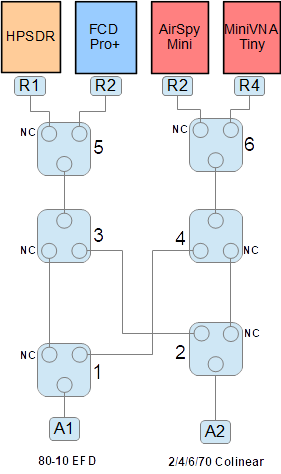 HPSDR
FCD
Pro+
AirSpy
Mini
MiniVNA
Tiny
R1
R2
R2
R4
NC
5
NC
6
3
4
NC
NC
NC
1
2
NC
A1
A2
80-10 EFD
2/4/6/70 Colinear